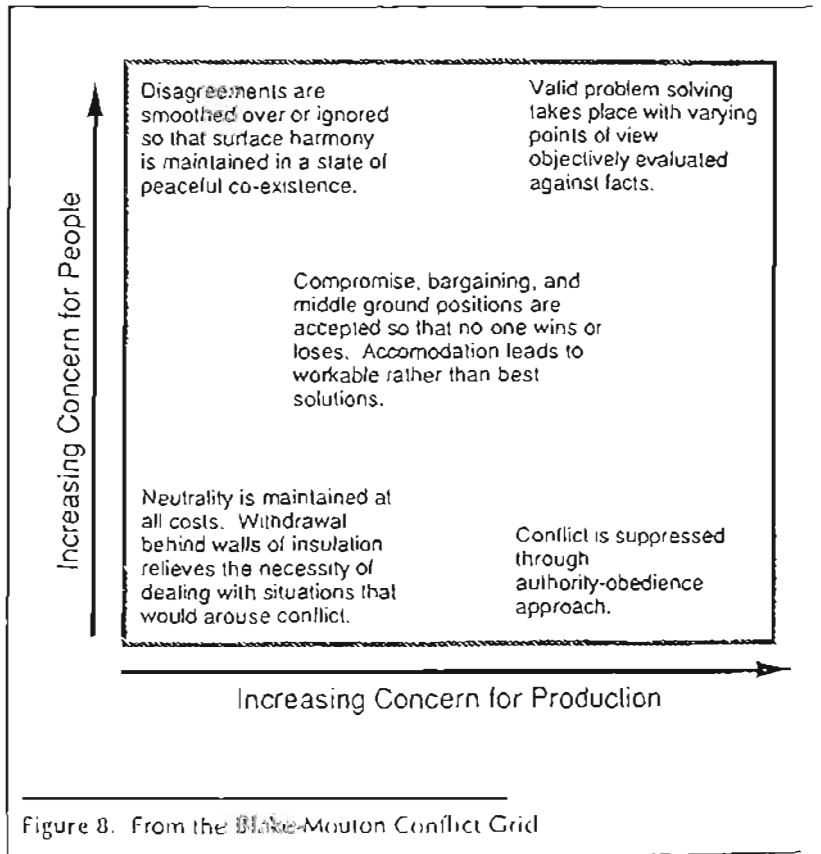 Disagreements are
smoothed over or ignored
so that surface harmony
is maintained in a state of
peaceful co-existence.
Valid problem solving
takes place with varying
points of view
objectively evaluated
against facts.
Increasing Concern for People
Compromise, bargaining, and
middle ground positions are
accepted so that no one wins or
loses. Accomodation leads to
workable rather than best
solutions.
Neutrality is maintained at
all costs. Withdrawal
behind walls of insulation
relieves the necessity of
dealing with situations that
would arouse conflict.
Conflict is suppressed
through
authority-obedience
approach.
Increasing Concern for Production
Figure 8. From the Blake-Mouton Conflict Grid